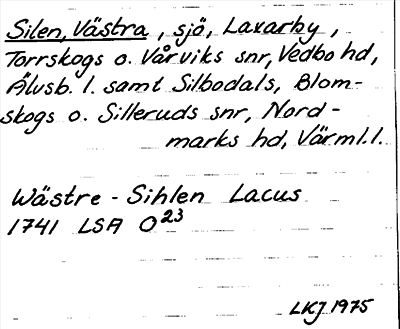 Silen, Västra, sjö, Laxarby,
Torrskogs o. Vårviks snr, Vedbo hd,
Älvsb. l. samt Silbodals, Blom-
skogs o. Silleruds snr, Nord-
marks hd, Värml. l.
Wästre - Sihlen Lacus
1741 LSA O23
LKJ 1975